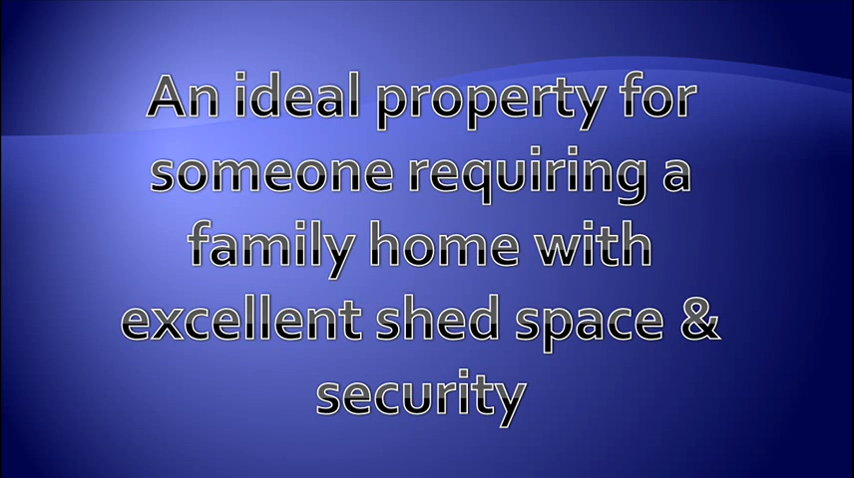 An ideal property for
someone requiring a
family home with
excellent shed space &
security